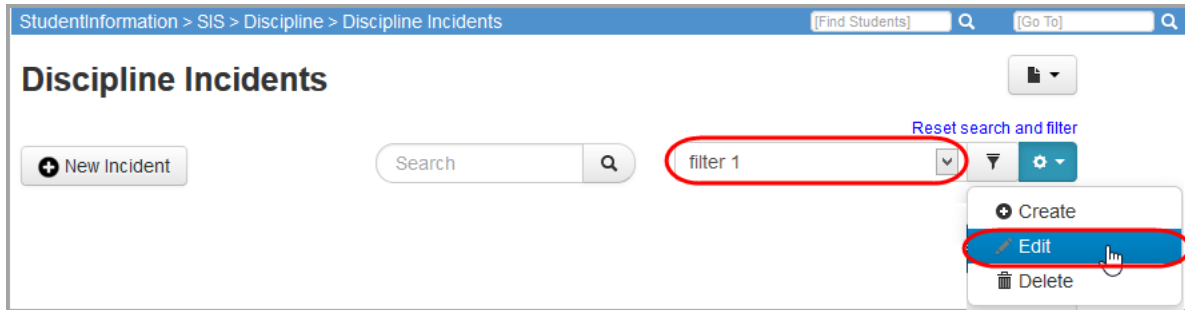 StudentInformation > SIS > Discipline > Discipline Incidents [Find Students] [Go To]
Discipline Incidents
Reset search and filter
New Incident Search filter 1
Create
Edit
Delete